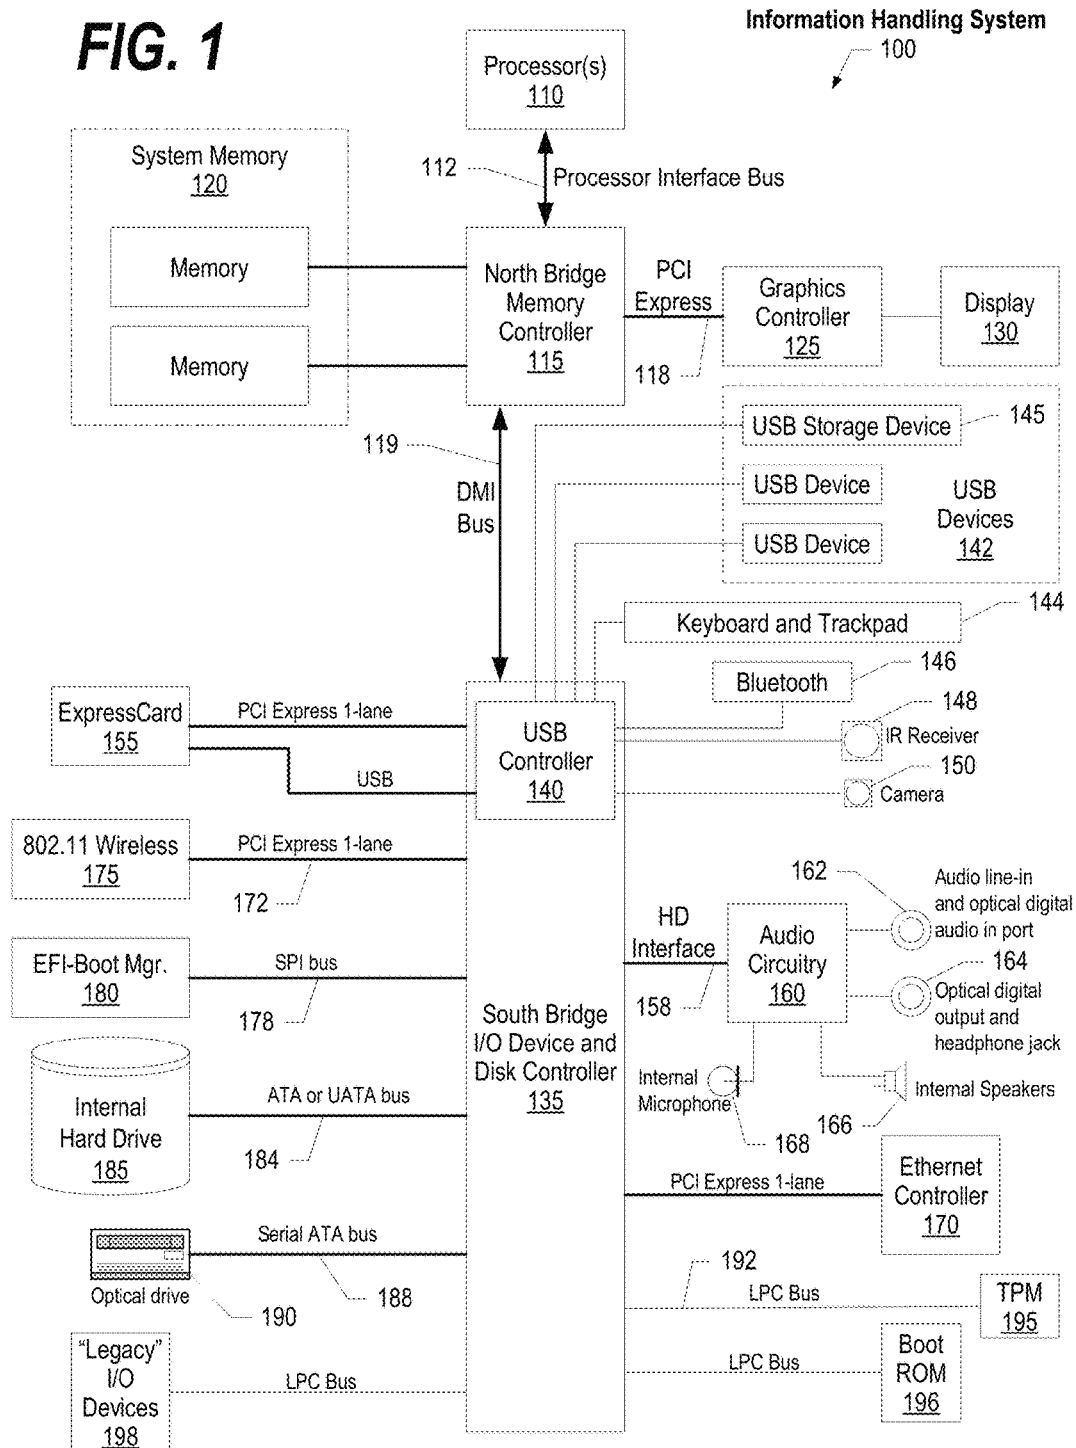 FIG. 1
Information Handling System
100
Processor(s)
110
System Memory
120
112
Processor Interface Bus
Memory
Memory
North Bridge
Memory
Controller
115
PCI
Express
118
Graphics
Controller
125
Display
130
119
DMI
Bus
USB Storage Device
145
USB Device
USB Device
USB
Devices
142
144
Keyboard and Trackpad
146
Bluetooth
148
IR Receiver
150
Camera
ExpressCard
155
PCI Express 1-lane
USB
USB
Controller
140
802.11 Wireless
175
PCI Express 1-lane
172
162
Audio line-in
and optical digital
audio in port
HD
Interface
158
Audio
Circuitry
160
164
Optical digital
output and
headphone jack
EFI-Boot Mgr.
180
SPI bus
178
South Bridge
I/O Device and
Disk Controller
135
Internal
Microphone
168
166
Internal Speakers
Internal
Hard Drive
185
ATA or UATA bus
184
PCI Express 1-lane
Ethernet
Controller
170
Optical drive
190
Serial ATA bus
188
192
LPC Bus
TPM
195
"Legacy"
I/O
Devices
198
LPC Bus
LPC Bus
Boot
ROM
196